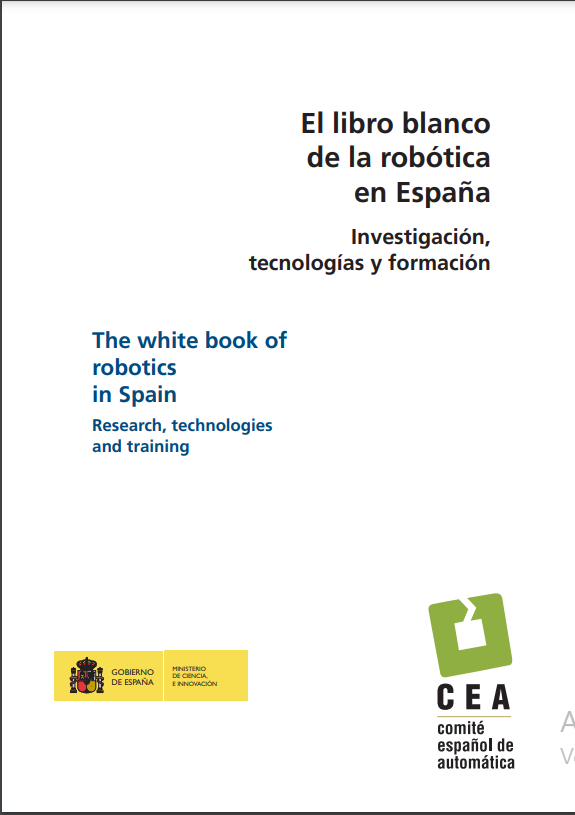 El libro blanco
de la robótica
en España
Investigación,
tecnologías y formación
The white book of
robotics
in Spain
Research, technologies
and training
GOBIERNO
DE ESPAÑA
MINISTERIO
DE CIENCIA,
E INNOVACIÓN
CEA
comité
español de
automática